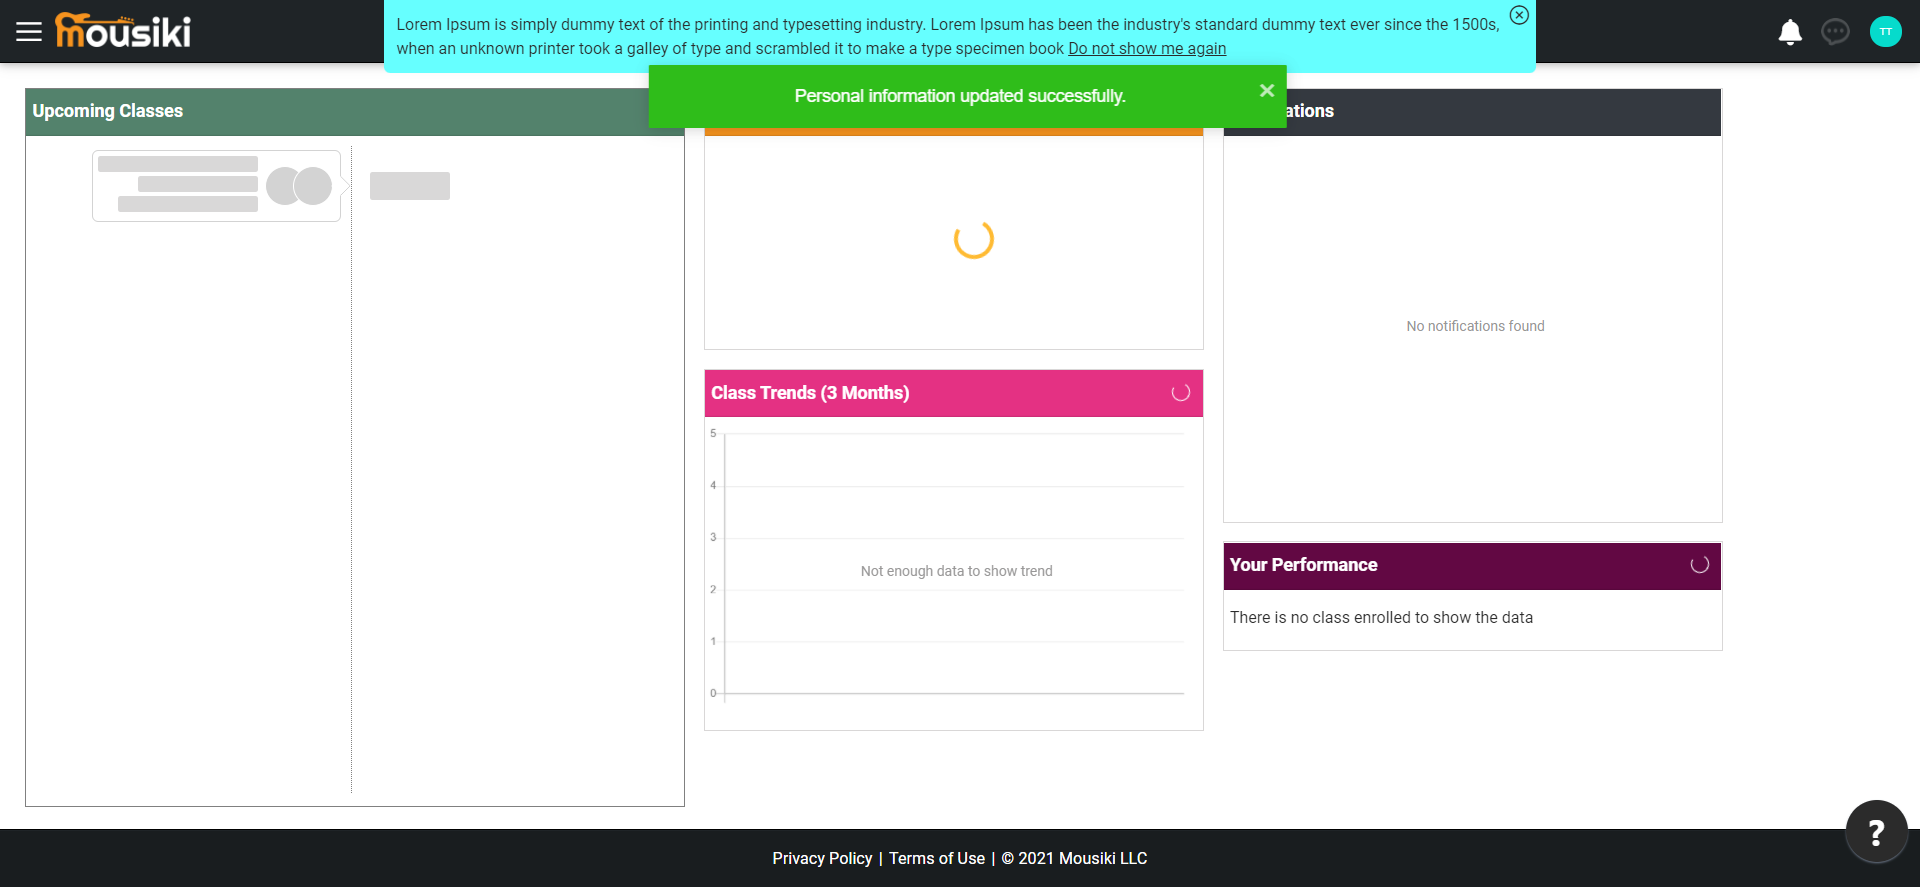 mousiki
Lorem Ipsum is simply dummy text of the printing and typesetting industry. Lorem Ipsum has been the industry's standard dummy text ever since the 1500s,
when an unknown printer took a galley of type and scrambled it to make a type specimen book Do not show me again
TT
Personal information updated successfully.
Upcoming Classes
ations
No notifications found
Class Trends (3 Months)
5
4
3
Not enough data to show trend
2
1
0
Your Performance
There is no class enrolled to show the data
?
Privacy Policy | Terms of Use | © 2021 Mousiki LLC